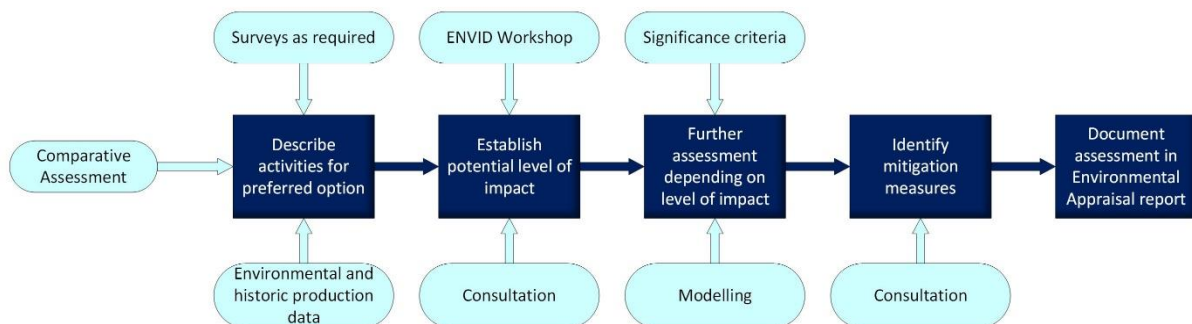 Surveys as required
ENVID Workshop
Significance criteria
Comparative
Assessment
Describe
activities for
preferred option
Establish
potential level of
impact
Further
assessment
depending on
level of impact
Identify
mitigation
measures
Document
assessment in
Environmental
Appraisal report
Environmental and
historic production
data
Consultation
Modelling
Consultation